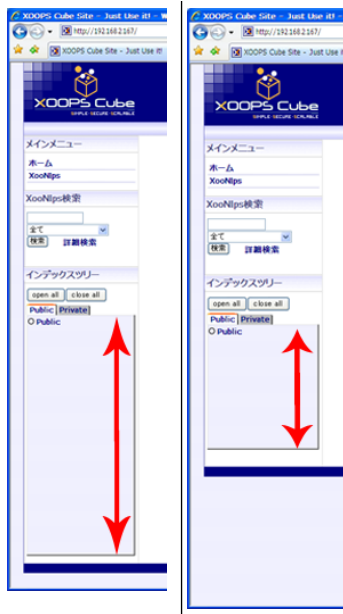 XOOPS Cube Site - Just Use it! - W
http://192.168.2.167/
XOOPS Cube Site - Just Use it!
XOOPS Cube
SIMPLE SECURE SCALABLE
メインメニュー
ホーム
XooNIps
XooNIps検索
全て
検索 詳細検索
インデックスツリー
open all close all
Public Private
Public
XOOPS Cube Site - Just Use it! -
http://192.168.2.167/
XOOPS Cube Site - Just Use
XOOPS Cube
SIMPLE SECURE SCALABLE
メインメニュー
ホーム
XooNIps
XooNIps検索
全て
検索 詳細検索
インデックスツリー
open all close all
Public Private
Public